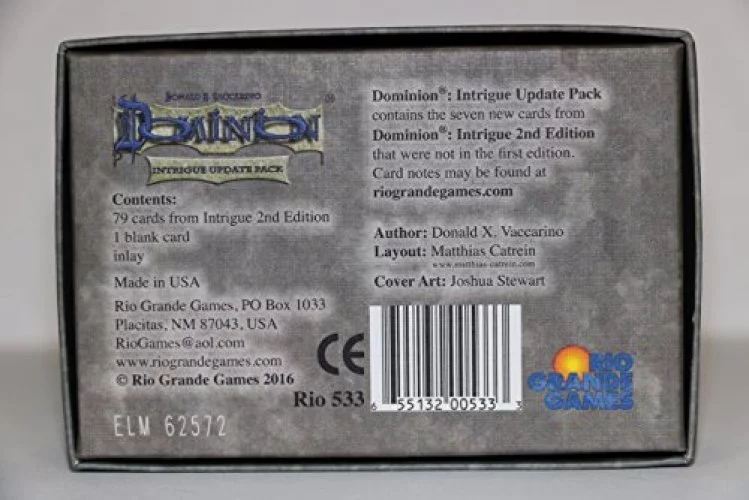 DONALD X. VACCARINO
DOMINION®
INTRIGUE UPDATE PACK
Contents:
79 cards from Intrigue 2nd Edition
1 blank card
inlay
Made in USA
Rio Grande Games, PO Box 1033
Placitas, NM 87043, USA
RioGames@aol.com
www.riograndegames.com
© Rio Grande Games 2016
ELM 62572
Dominion®: Intrigue Update Pack
contains the seven new cards from
Dominion®: Intrigue 2nd Edition
that were not in the first edition.
Card notes may be found at
riograndegames.com
Author: Donald X. Vaccarino
Layout: Matthias Catrein
www.matthias-catrein.com
Cover Art: Joshua Stewart
CE
Rio 533
6 55132 00533 3
RIO
GRANDE
GAMES